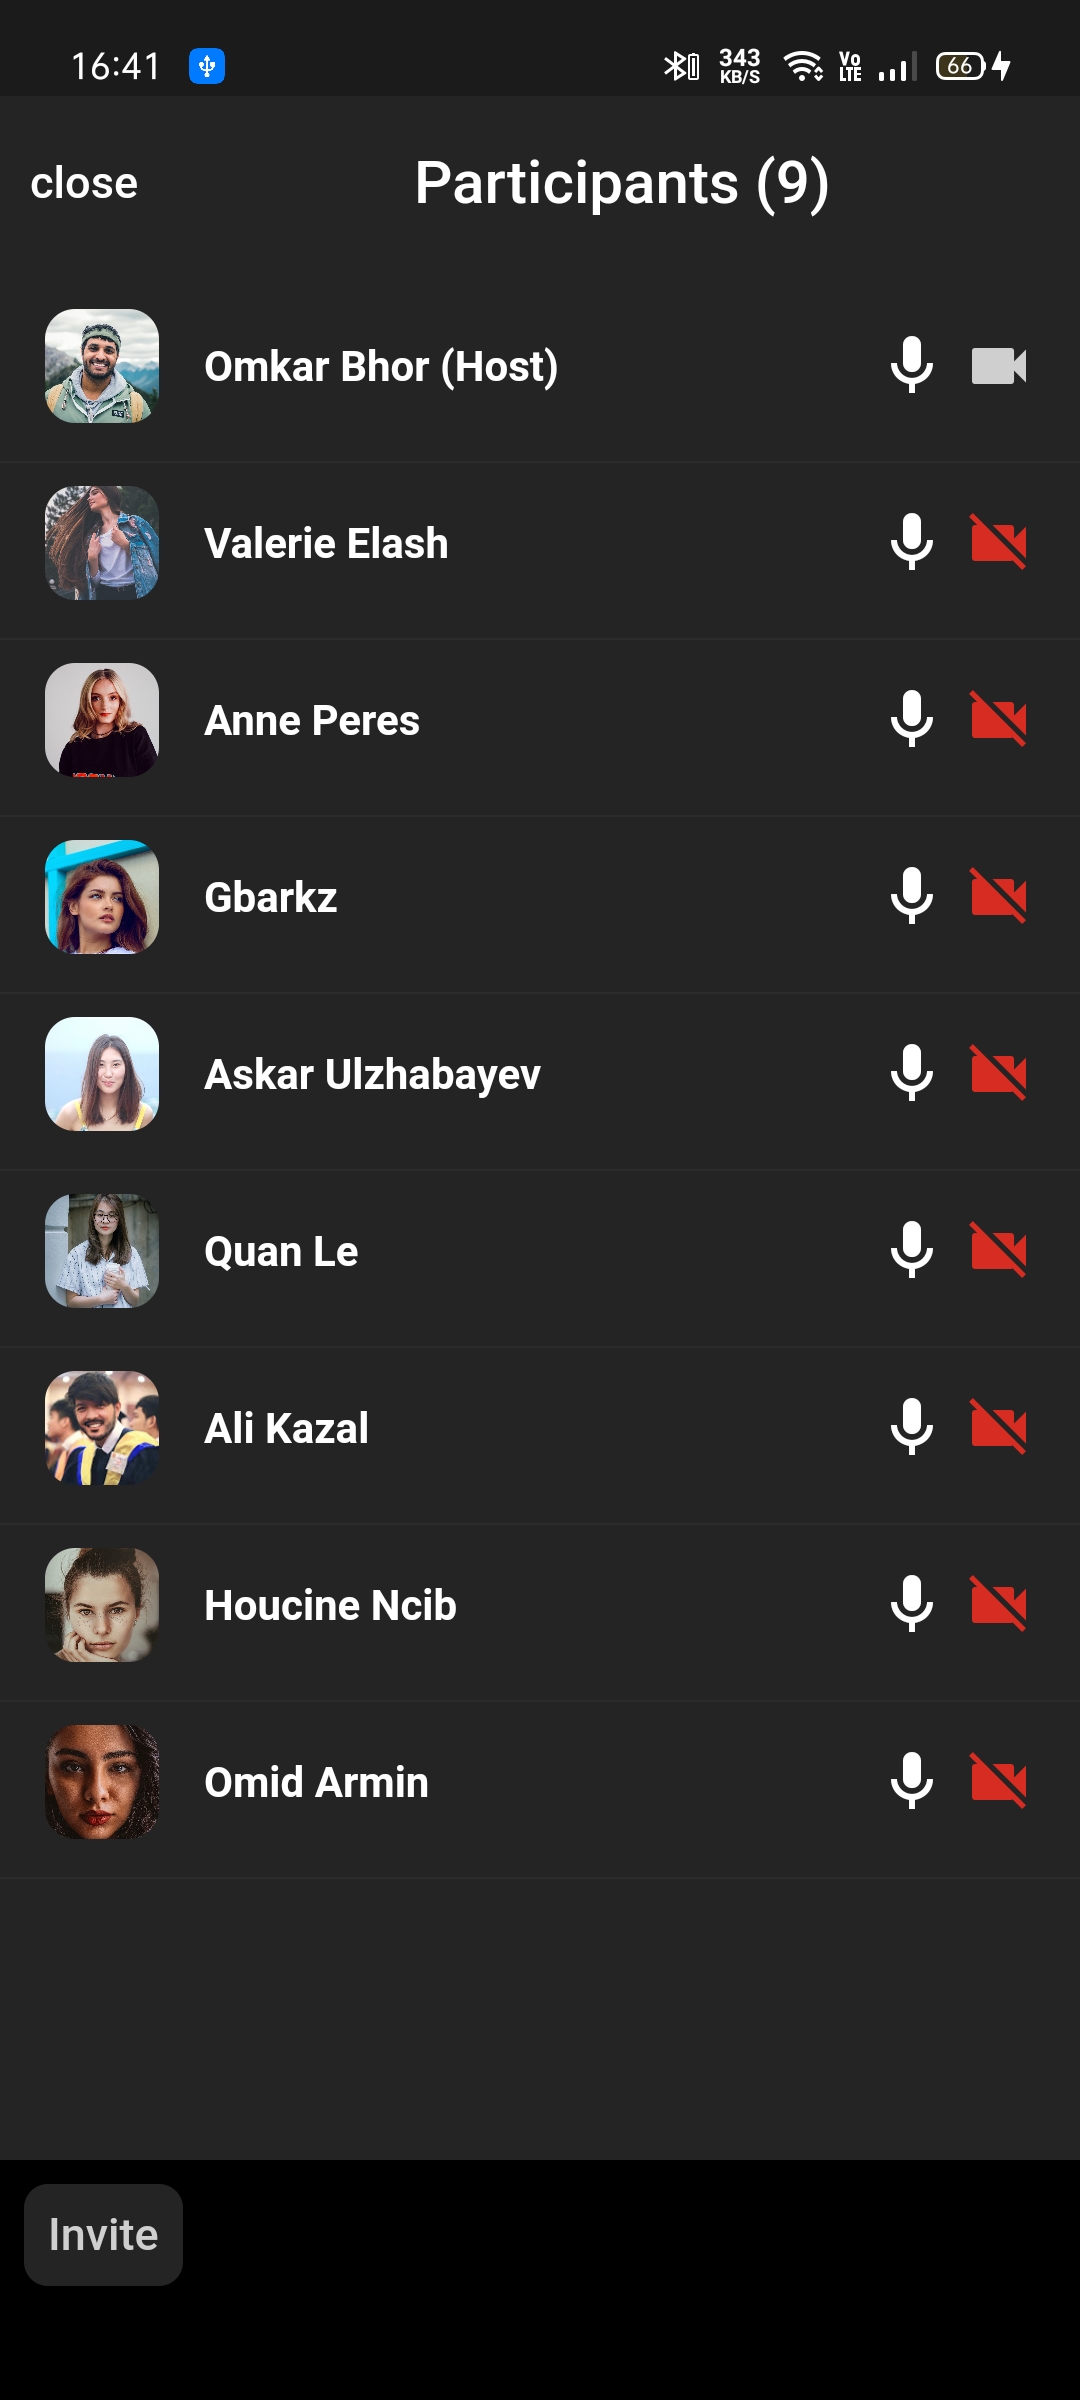 16:41
343
KB/S
Vo
LTE
66
close
Participants (9)
Omkar Bhor (Host)
Valerie Elash
Anne Peres
Gbarkz
Askar Ulzhabayev
Quan Le
Ali Kazal
Houcine Ncib
Omid Armin
Invite